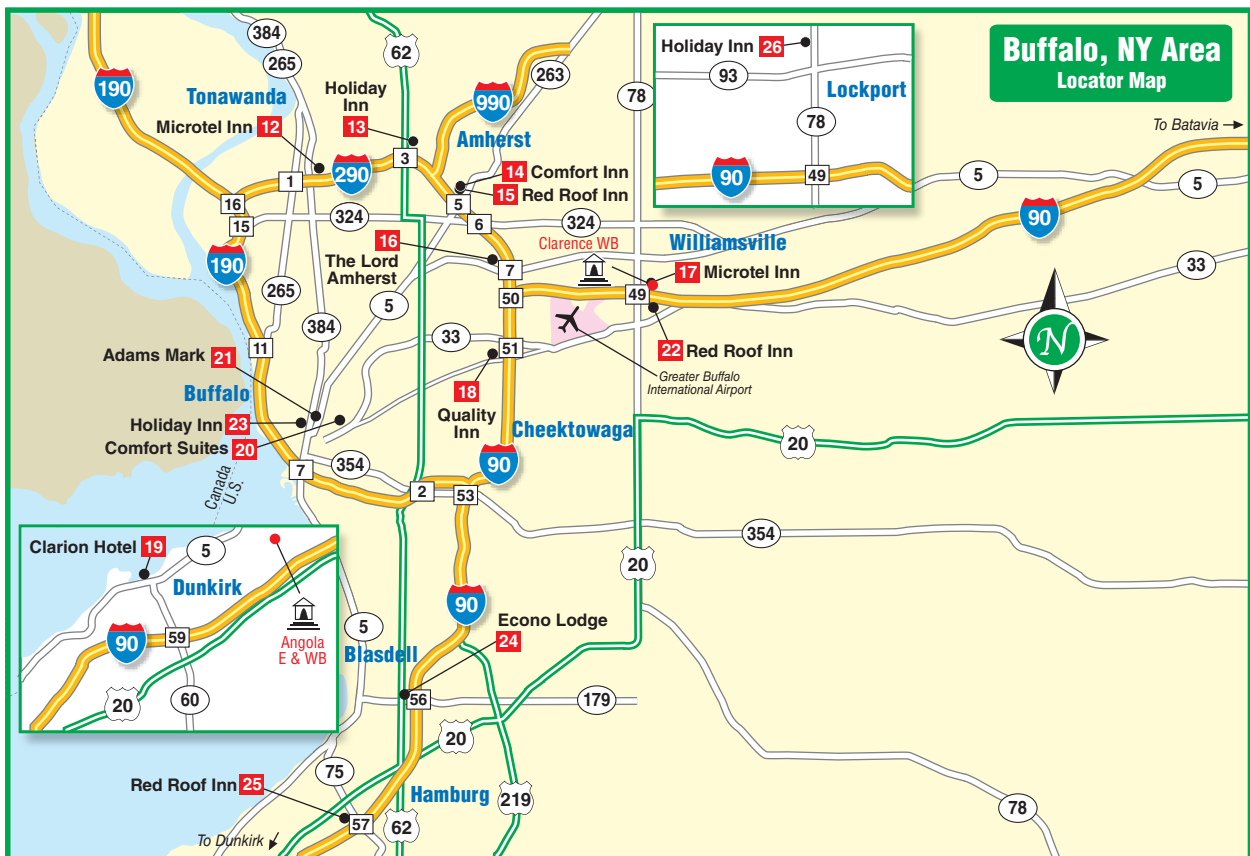 Buffalo, NY Area
Locator Map
384
265
62
263
78
190
Tonawanda
Holiday
Inn
13
990
Amherst
Microtel Inn 12
290
3
1
14 Comfort Inn
15 Red Roof Inn
5
16
15
324
6
324
Holiday Inn 26
93
Lockport
78
90
49
To Batavia
5
5
90
33
190
16
The Lord
Amherst
7
Clarence WB
Williamsville
17 Microtel Inn
50
49
265
384
5
33
51
11
22 Red Roof Inn
Greater Buffalo
International Airport
N
Adams Mark 21
Buffalo
18
Quality
Inn
Holiday Inn 23
Comfort Suites 20
Cheektowaga
20
7
354
90
2
53
Canada
U.S.
354
20
Clarion Hotel 19
5
Dunkirk
90
59
Angola
E & WB
20
60
90
5
Blasdell
Econo Lodge
24
56
179
20
75
Red Roof Inn 25
57
Hamburg
62
219
78
To Dunkirk